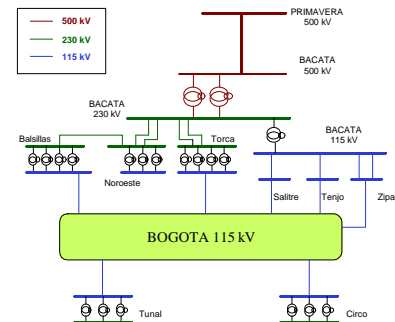 500 kV
230 kV
115 kV
PRIMAVERA
500 kV
BACATA
500 kV
BACATA
230 kV
BACATA
115 kV
Balsillas
Torca
Noroeste
Salitre
Tenjo
Zipa
BOGOTA 115 kV
Tunal
Circo